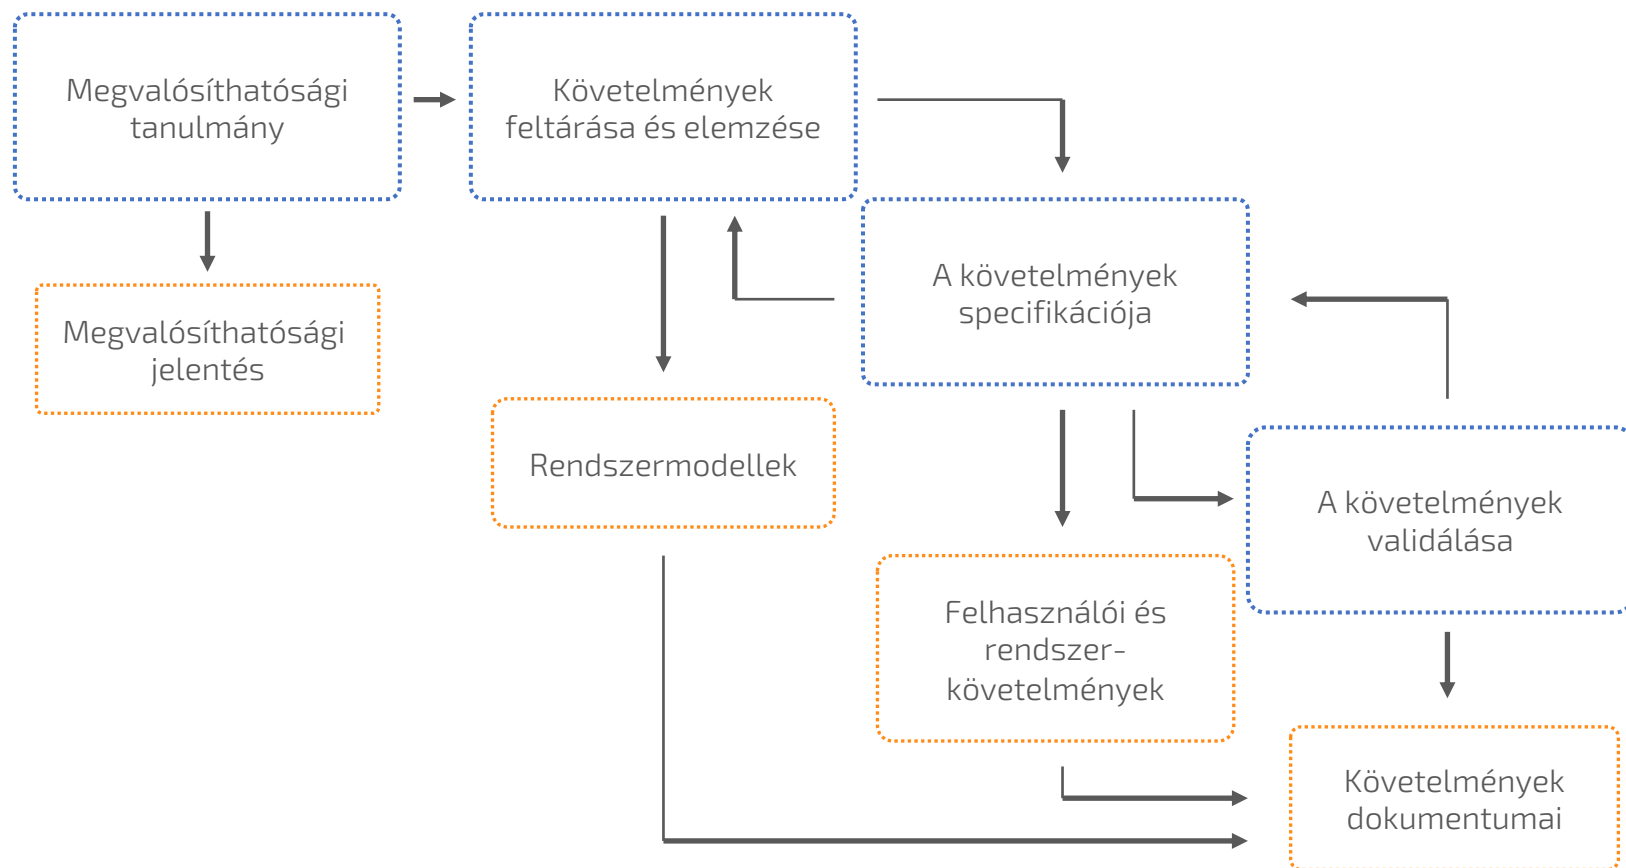 Megvalósíthatósági
tanulmány
Követelmények
feltárása és elemzése
A követelmények
specifikációja
Megvalósíthatósági
jelentés
Rendszermodellek
A követelmények
validálása
Felhasználói és
rendszer-
követelmények
Követelmények
dokumentumai